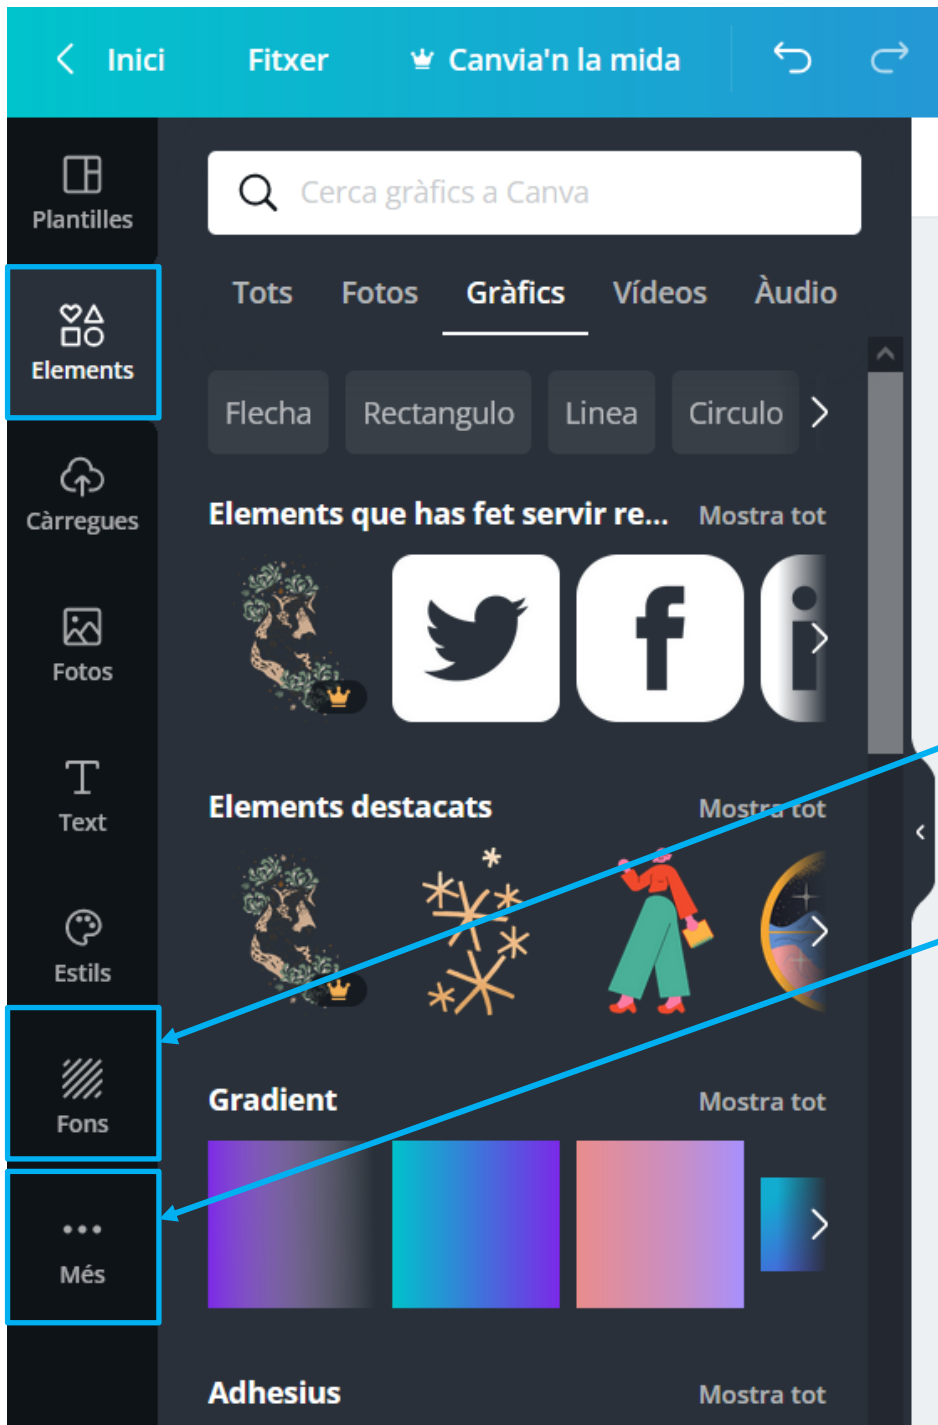 Inici Fitxer Canvia'n la mida
Plantilles
Elements
Càrregues
Fotos
Text
Estils
Fons
Més
Cerca gràfics a Canva
Tots Fotos Gràfics Vídeos Àudio
Flecha Rectangulo Linea Circulo
Elements que has fet servir re... Mostra tot
Elements destacats Mostra tot
Gradient Mostra tot
Adhesius Mostra tot